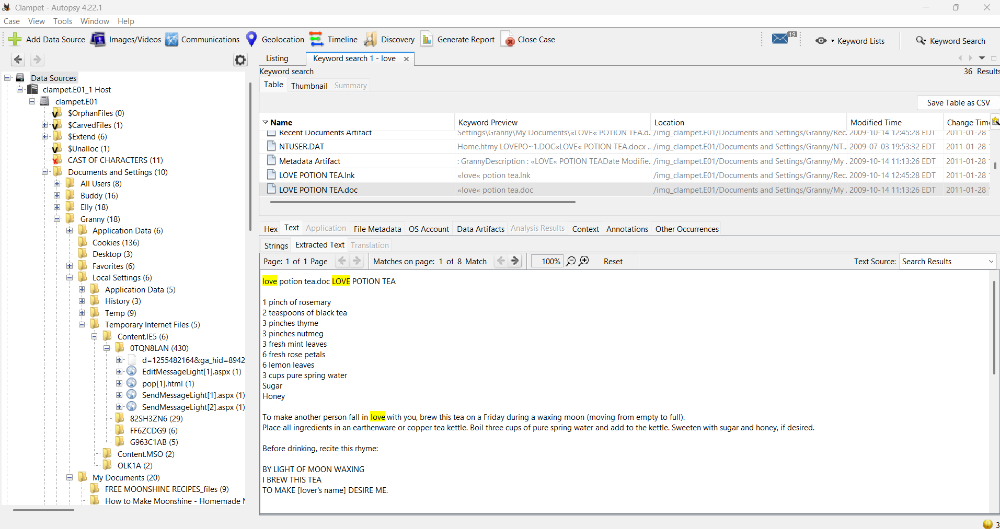 Clampet - Autopsy 4.22.1
Case View Tools Window Help
Add Data Source Images/Videos Communications Geolocation Timeline Discovery Generate Report Close Case 19 Keyword Lists Keyword Search
Data Sources
clampet.E01_1 Host
clampet.E01
$OrphanFiles (0)
$CarvedFiles (1)
$Extend (6)
$Unalloc (1)
CAST OF CHARACTERS (11)
Documents and Settings (10)
All Users (8)
Buddy (16)
Elly (18)
Granny (18)
Application Data (6)
Cookies (136)
Desktop (3)
Favorites (6)
Local Settings (6)
Application Data (5)
History (3)
Temp (9)
Temporary Internet Files (5)
Content.IE5 (6)
0TQN8LAN (430)
d=1255482164&ga_hid=8942
EditMessageLight[1].aspx (1)
pop[1].html (1)
SendMessageLight[1].aspx (1)
SendMessageLight[2].aspx (1)
82SH3ZN6 (29)
FF6ZCDG9 (6)
G963C1AB (5)
Content.MSO (2)
OLK1A (2)
My Documents (20)
FREE MOONSHINE RECIPES_files (9)
How to Make Moonshine - Homemade
Listing Keyword search 1 - love
Keyword search 36 Results
Table Thumbnail Summary
Save Table as CSV
Name Keyword Preview Location Modified Time Change Time
Recent Documents Artifact Settings\Granny\My Documents\«LOVE« POTION TEA.d... /img_clampet.E01/Documents and Settings/Granny/Rec... 2009-10-14 12:45:28 EDT 2011-01-28
NTUSER.DAT Home.htmy LOVEPO~1.DOC«LOVE« POTION TEA.docx ... /img_clampet.E01/Documents and Settings/Granny/NT... 2009-07-03 19:53:32 EDT 2011-01-28
Metadata Artifact : GrannyDescription : «LOVE« POTION TEADate Modifie... /img_clampet.E01/Documents and Settings/Granny/My ... 2009-10-14 11:13:26 EDT 2011-01-28
LOVE POTION TEA.lnk «love« potion tea.lnk /img_clampet.E01/Documents and Settings/Granny/Rec... 2009-10-14 12:45:28 EDT 2011-01-28
LOVE POTION TEA.doc «love« potion tea.doc /img_clampet.E01/Documents and Settings/Granny/My ... 2009-10-14 11:13:26 EDT 2011-01-28
Hex Text Application File Metadata OS Account Data Artifacts Analysis Results Context Annotations Other Occurrences
Strings Extracted Text Translation
Page: 1 of 1 Page Matches on page: 1 of 8 Match 100% Reset Text Source: Search Results
love potion tea.doc LOVE POTION TEA
1 pinch of rosemary
2 teaspoons of black tea
3 pinches thyme
3 pinches nutmeg
3 fresh mint leaves
6 fresh rose petals
6 lemon leaves
3 cups pure spring water
Sugar
Honey
To make another person fall in love with you, brew this tea on a Friday during a waxing moon (moving from empty to full).
Place all ingredients in an earthenware or copper tea kettle. Boil three cups of pure spring water and add to the kettle. Sweeten with sugar and honey, if desired.
Before drinking, recite this rhyme:
BY LIGHT OF MOON WAXING
I BREW THIS TEA
TO MAKE [lover's name] DESIRE ME.
3